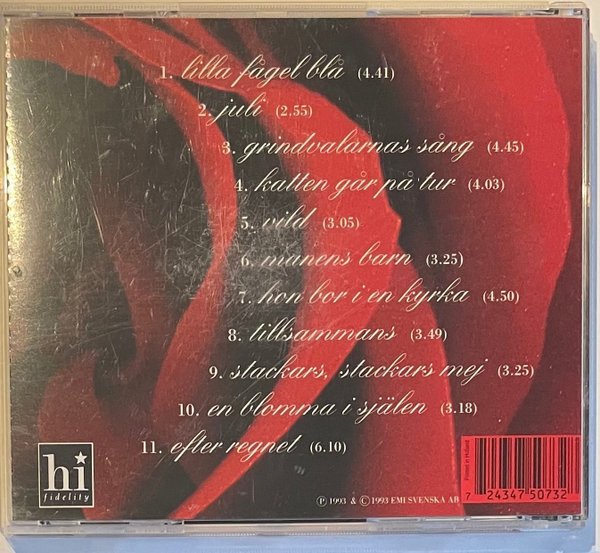 1. lilla fågel blå (4.41)
2. juli (2.55)
3. grindvalarnas sång (4.45)
4. katten går på tur (4.03)
5. vild (3.05)
6. månens barn (3.25)
7. hon bor i en kyrka (4.50)
8. tillsammans (3.49)
9. stackars, stackars mej (3.25)
10. en blomma i själen (3.18)
11. efter regnet (6.10)
hi
fidelity
℗ 1993 & © 1993 EMI SVENSKA AB
Printed in Holland
7 24347 50732